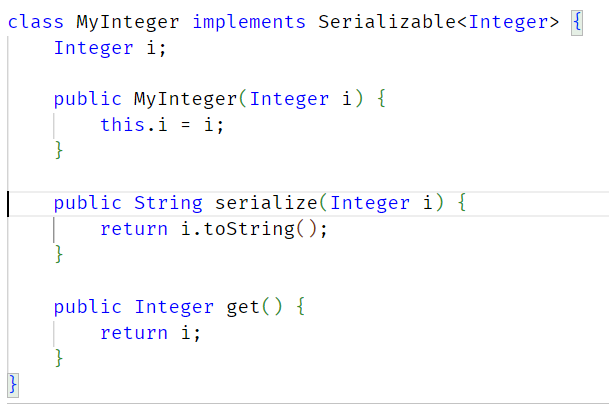 class MyInteger implements Serializable<Integer> {
    Integer i;

    public MyInteger(Integer i) {
        this.i = i;
    }

    public String serialize(Integer i) {
        return i.toString();
    }

    public Integer get() {
        return i;
    }
}